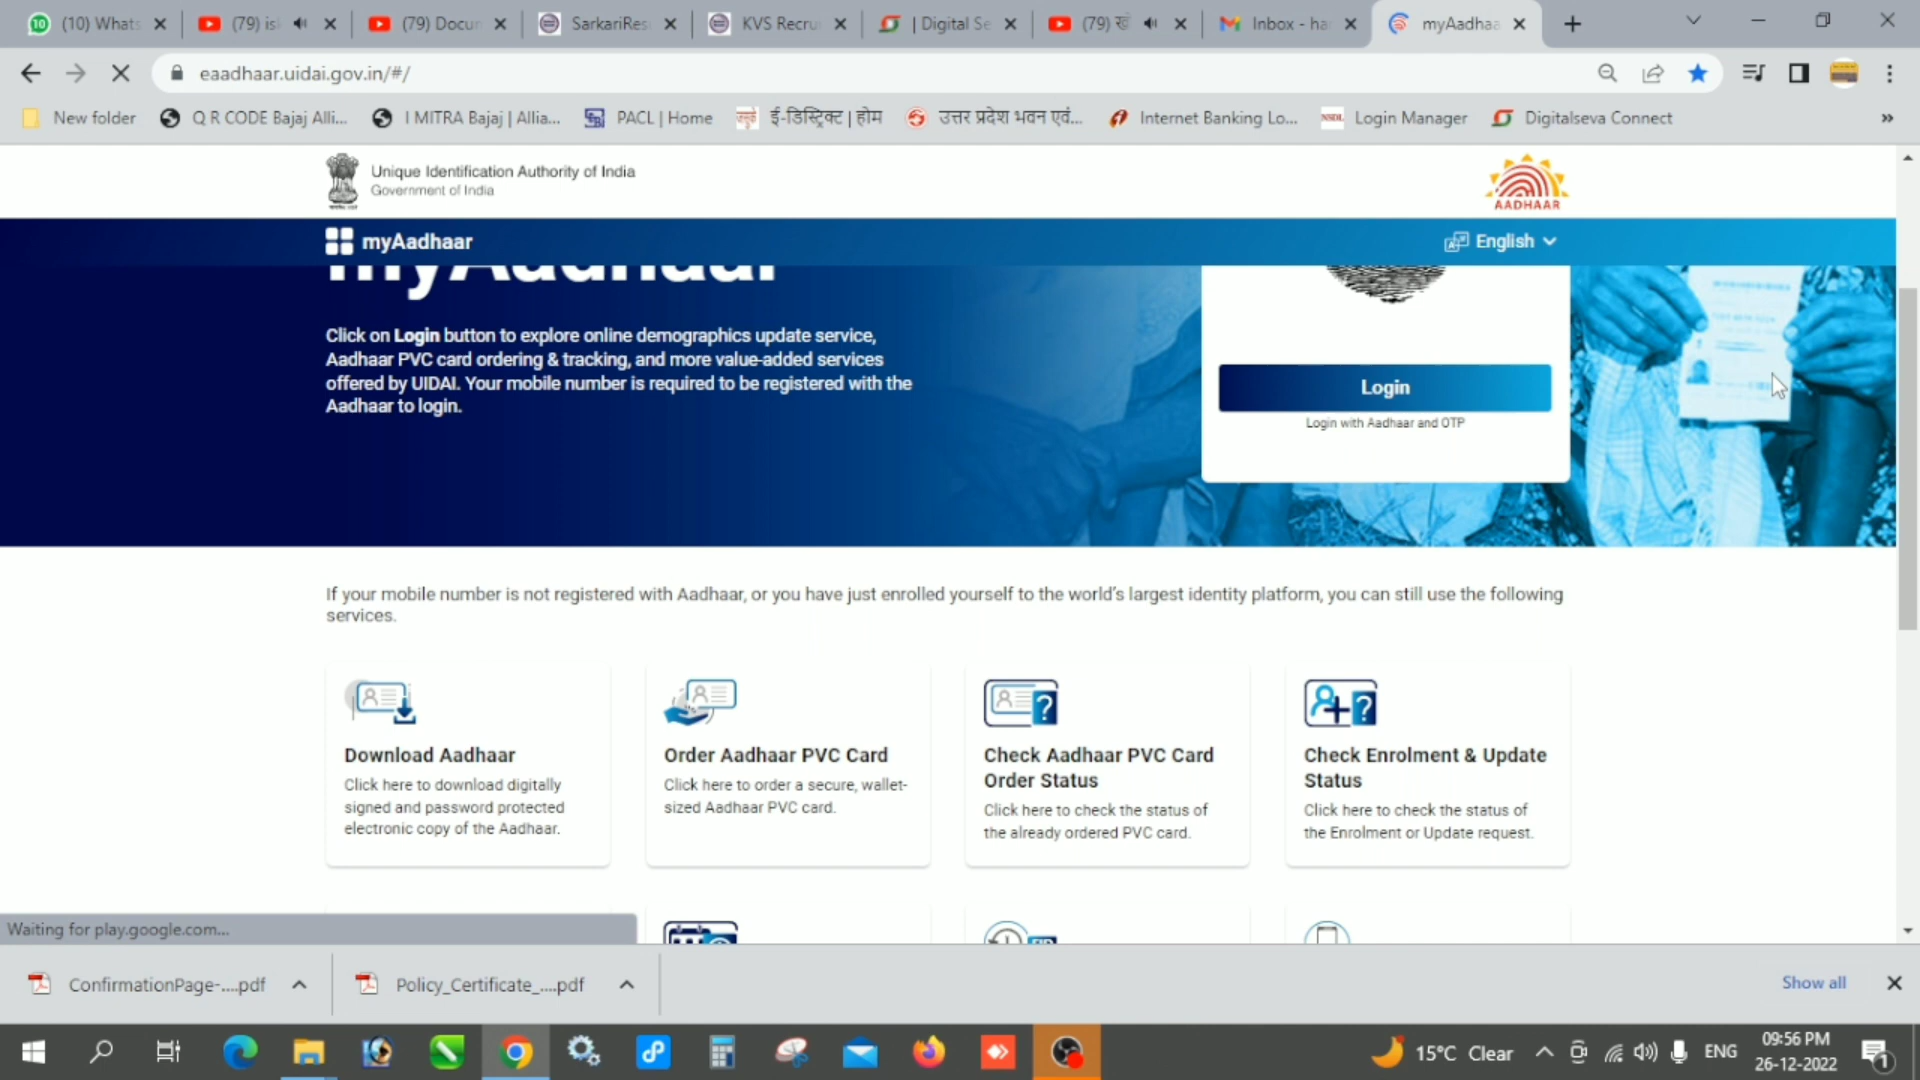 10 (10) Whats
(79) isk
(79) Docun
SarkariRes
KVS Recru
| Digital Se
(79)
Inbox - ha
myAadhaa
eaadhaar.uidai.gov.in/#/
New folder
Q R CODE Bajaj Alli...
I MITRA Bajaj | Allia...
PACL | Home
ई-डिस्ट्रिक्ट | होम
उत्तर प्रदेश भवन एवं...
Internet Banking Lo...
NSDL Login Manager
Digitalseva Connect
»
Unique Identification Authority of India
Government of India
AADHAAR
myAadhaar
English
myAadhaar
Click on Login button to explore online demographics update service,
Aadhaar PVC card ordering & tracking, and more value-added services
offered by UIDAI. Your mobile number is required to be registered with the
Aadhaar to login.
Login
Login with Aadhaar and OTP
If your mobile number is not registered with Aadhaar, or you have just enrolled yourself to the world's largest identity platform, you can still use the following
services.
Download Aadhaar
Click here to download digitally
signed and password protected
electronic copy of the Aadhaar.
Order Aadhaar PVC Card
Click here to order a secure, wallet-
sized Aadhaar PVC card.
Check Aadhaar PVC Card
Order Status
Click here to check the status of
the already ordered PVC card.
Check Enrolment & Update
Status
Click here to check the status of
the Enrolment or Update request.
Waiting for play.google.com...
ConfirmationPage-....pdf
Policy_Certificate_....pdf
Show all
15°C Clear
ENG
09:56 PM
26-12-2022
1